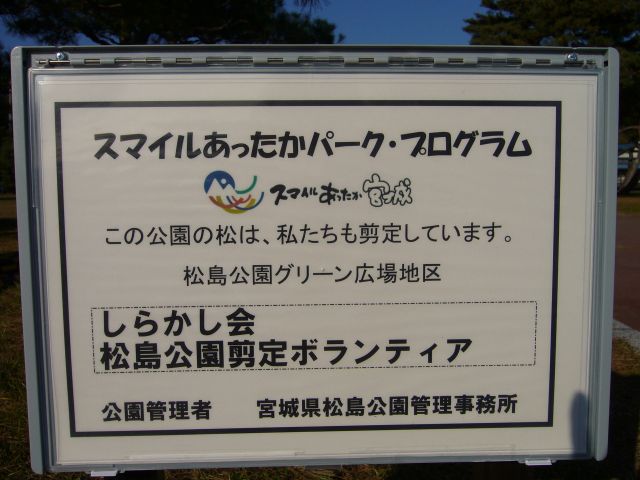 スマイルあったかパーク・プログラム
スマイルあったか宮城
この公園の松は、私たちも剪定しています。
松島公園グリーン広場地区
しらかし会
松島公園剪定ボランティア
公園管理者　宮城県松島公園管理事務所